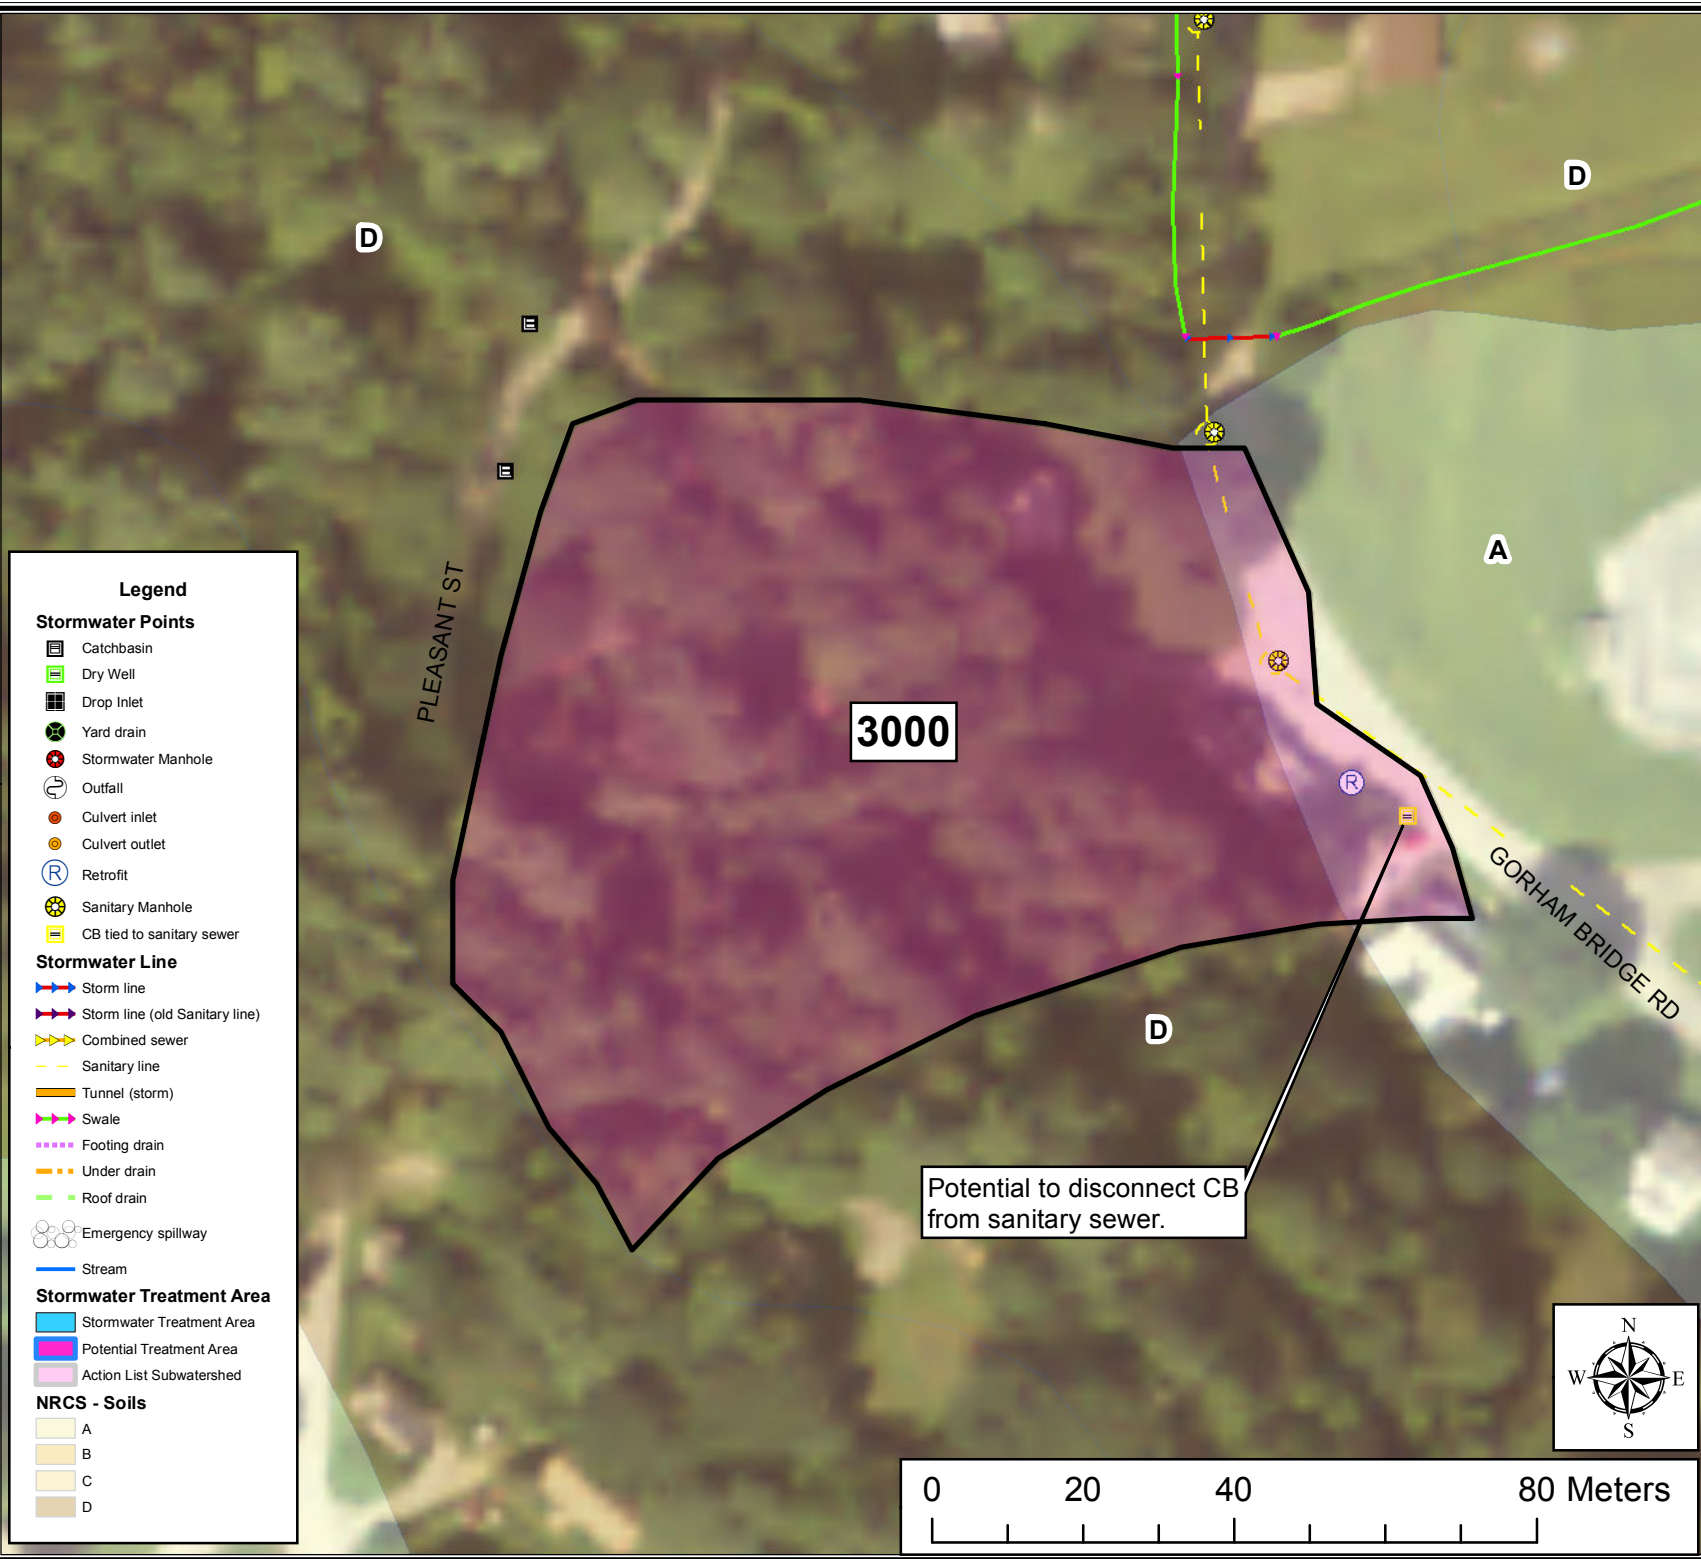 D
D
A
PLEASANT ST
3000
R
GORHAM BRIDGE RD
D
Potential to disconnect CB
from sanitary sewer.
Legend
Stormwater Points
Catchbasin
Dry Well
Drop Inlet
Yard drain
Stormwater Manhole
Outfall
Culvert inlet
Culvert outlet
R Retrofit
Sanitary Manhole
CB tied to sanitary sewer
Stormwater Line
Storm line
Storm line (old Sanitary line)
Combined sewer
Sanitary line
Tunnel (storm)
Swale
Footing drain
Under drain
Roof drain
Emergency spillway
Stream
Stormwater Treatment Area
Stormwater Treatment Area
Potential Treatment Area
Action List Subwatershed
NRCS - Soils
A
B
C
D
N
W E
S
0 20 40 80 Meters